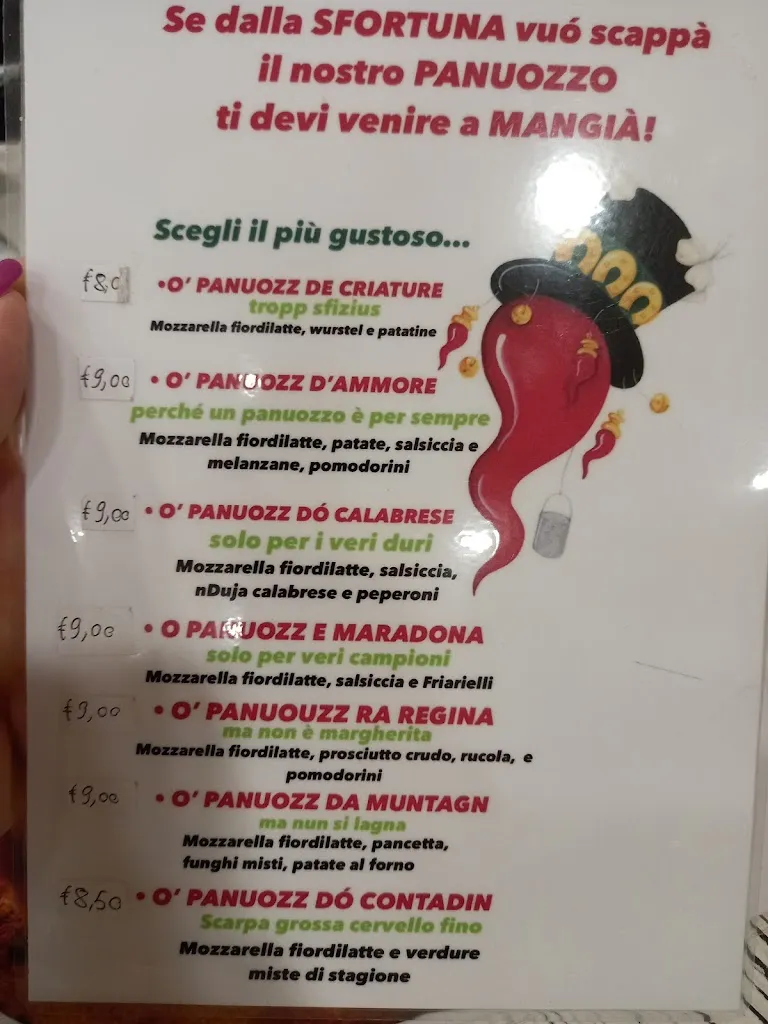 Se dalla SFORTUNA vuó scappà
il nostro PANUOZZO
ti devi venire a MANGIÀ!
Scegli il più gustoso...
€8,0 •O' PANUOZZ DE CRIATURE
tropp sfizius
Mozzarella fiordilatte, wurstel e patatine
€9,00 • O' PANUOZZ D'AMMORE
perché un panuozzo è per sempre
Mozzarella fiordilatte, patate, salsiccia e
melanzane, pomodorini
€9,00 • O' PANUOZZ DÓ CALABRESE
solo per i veri duri
Mozzarella fiordilatte, salsiccia,
nDuja calabrese e peperoni
€9,00 • O PANUOZZ E MARADONA
solo per veri campioni
Mozzarella fiordilatte, salsiccia e Friarielli
€9,00 • O' PANUOUZZ RA REGINA
ma non è margherita
Mozzarella fiordilatte, prosciutto crudo, rucola, e
pomodorini
€9,00 • O' PANUOZZ DA MUNTAGN
ma nun si lagna
Mozzarella fiordilatte, pancetta,
funghi misti, patate al forno
€8,50 • O' PANUOZZ DÓ CONTADIN
Scarpa grossa cervello fino
Mozzarella fiordilatte e verdure
miste di stagione